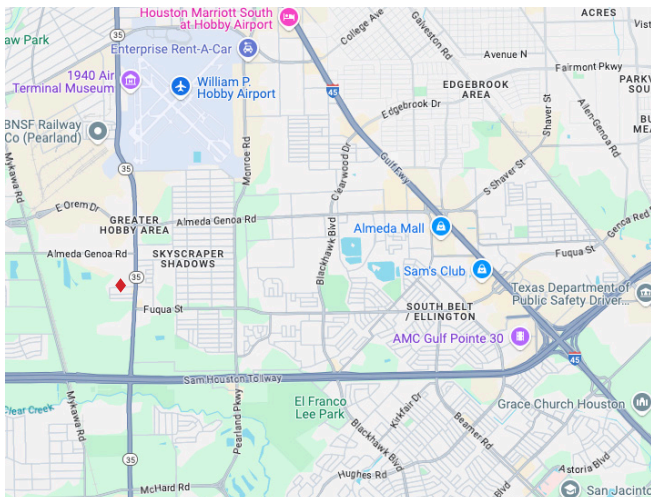 Houston Marriott South
at Hobby Airport
College Ave
Galveston Rd
ACRES
aw Park
Enterprise Rent-A-Car
Avenue N
Fairmont Pkwy
1940 Air
Terminal Museum
William P.
Hobby Airport
45
EDGEBROOK
AREA
Edgebrook Dr
Shaver St
Allen-Genoa Rd
BNSF Railway
Co (Pearland)
Monroe Rd
Clearwood Dr
Gulf Fwy
35
Mykawa Rd
S Shaver St
E Orem Dr
GREATER
HOBBY AREA
Almeda Genoa Rd
Almeda Mall
Genoa Red
Almeda Genoa Rd
SKYSCRAPER
SHADOWS
Blackhawk Blvd
Fuqua St
Sam's Club
35
Texas Department of
Public Safety Driver...
Fuqua St
SOUTH BELT
/ ELLINGTON
AMC Gulf Pointe 30
45
Sam Houston Tollway
Clear Creek
Mykawa Rd
Pearland Pkwy
El Franco
Lee Park
Kirkfair Dr
Beamer Rd
Grace Church Houston
Blackhawk Blvd
35
McHard Rd
Hughes Rd
Astoria Blvd
San Jacinto